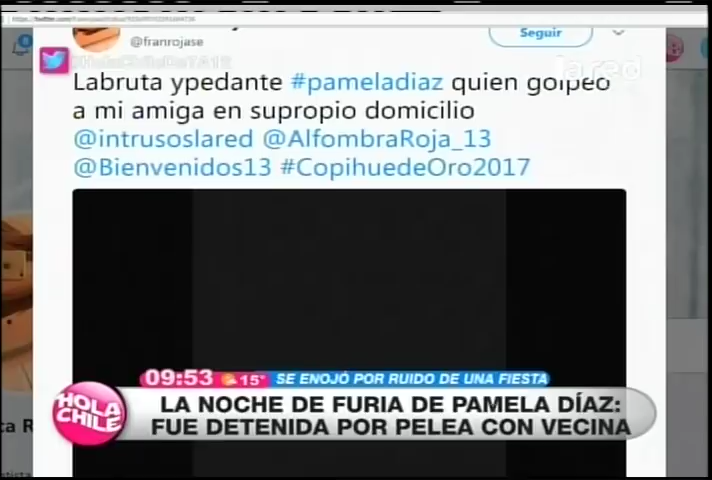 @franrojase
Seguir
#HolaChileDeTA15
la red
Labruta ypedante #pameladiaz quien golpeó
a mi amiga en supropio domicilio
@intrusoslared @AlfombraRoja_13
@Bienvenidos13 #CopihuedeOro2017
09:53 15° SE ENOJÓ POR RUIDO DE UNA FIESTA
HOLA
CHILE
LA NOCHE DE FURIA DE PAMELA DÍAZ:
FUE DETENIDA POR PELEA CON VECINA